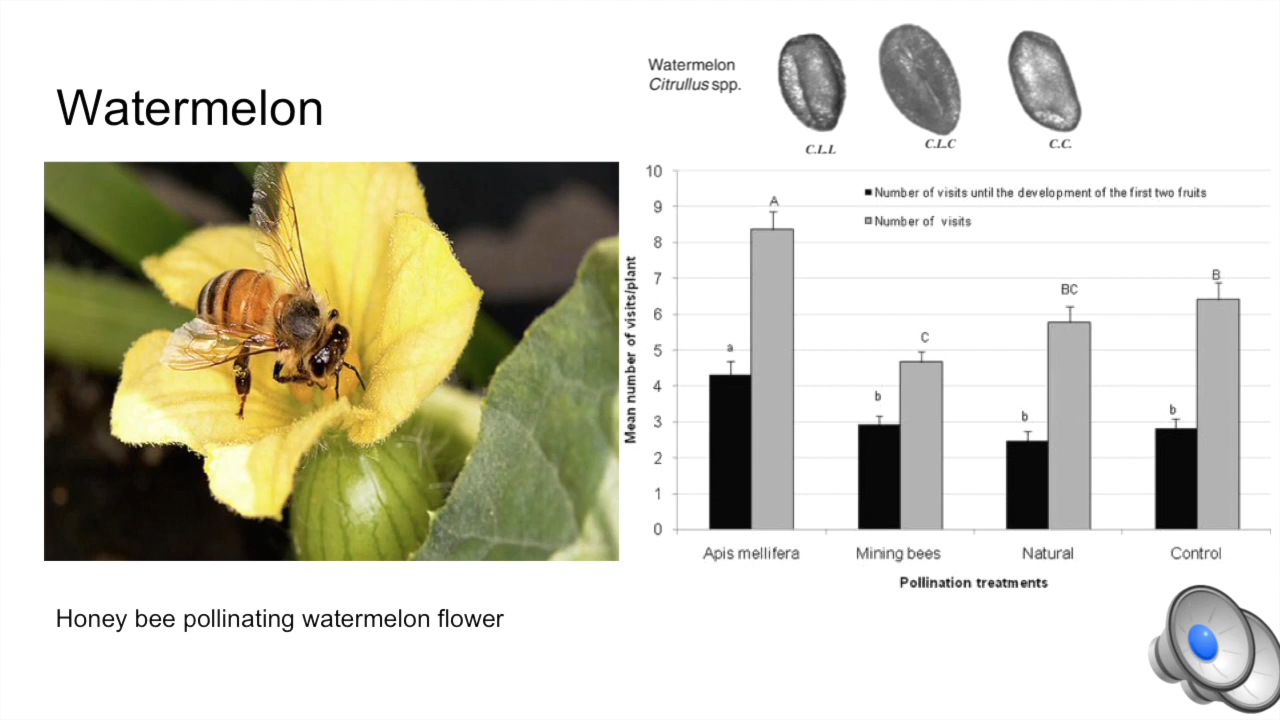 Watermelon
Watermelon
Citrullus spp.
C.L.L
C.L.C
C.C.
Mean number of visits/plant
10
9
8
7
6
5
4
3
2
1
0
Number of visits until the development of the first two fruits
Number of visits
a
A
b
C
b
BC
b
B
Apis mellifera
Mining bees
Natural
Control
Pollination treatments
Honey bee pollinating watermelon flower